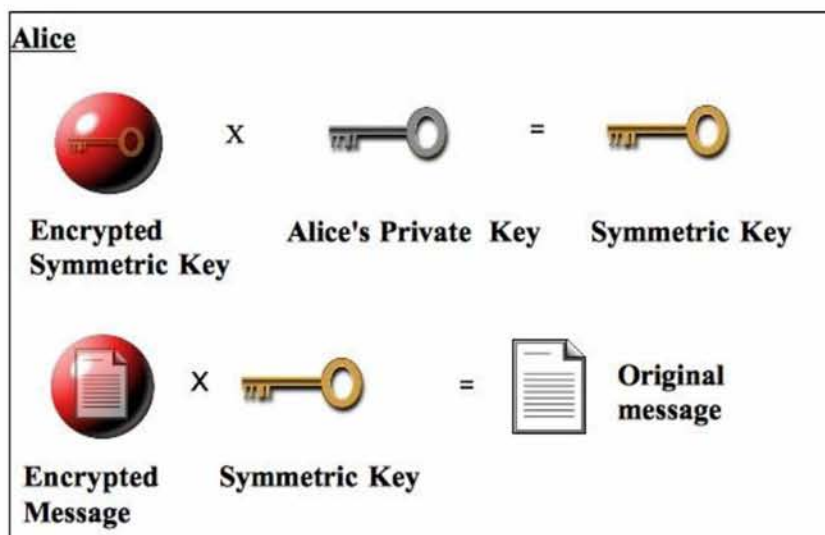 Alice
X
=
Encrypted
Symmetric Key
Alice's Private Key
Symmetric Key
X
=
Original
message
Encrypted
Message
Symmetric Key